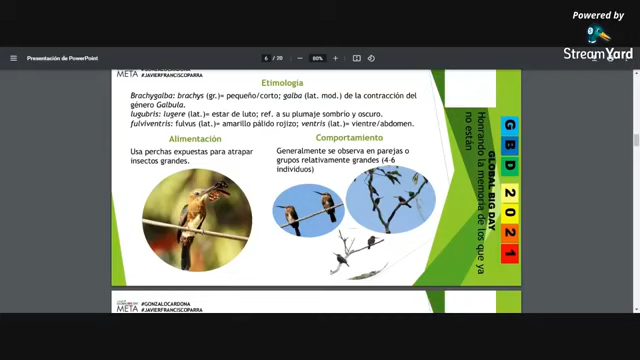 Powered by
StreamYard
Presentación de PowerPoint
6 / 20
80%
META
#JAVIERFRANCISCOPARRA
Etimología
Brachygalba: brachys (gr.)= pequeño/corto; galba (lat. mod.) de la contracción del
género Galbula.
lugubris: lugere (lat.)= estar de luto; ref. a su plumaje sombrío y oscuro.
fulviventris: fulvus (lat.)= amarillo pálido rojizo; ventris (lat.)= vientre/abdomen.
Alimentación
Usa perchas expuestas para atrapar
insectos grandes.
Comportamiento
Generalmente se observa en parejas o
grupos relativamente grandes (4-6
individuos)
GBD 2021
GLOBAL BIG DAY
Honrando la memoria de los que ya
no están
META
#GONZALOCARDONA
#JAVIERFRANCISCOPARRA